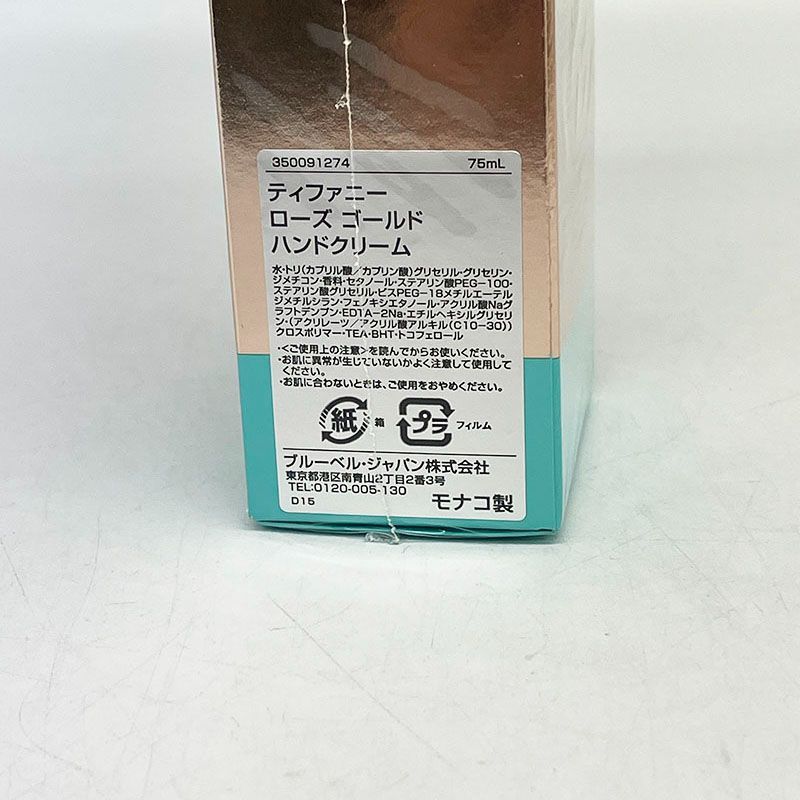 350091274 75mL
ティファニー
ローズ ゴールド
ハンドクリーム
水・トリ(カプリル酸/カプリン酸)グリセリル・グリセリン・
ジメチコン・香料・セタノール・ステアリン酸PEG-100・
ステアリン酸グリセリル・ビスPEG-18メチルエーテル
ジメチルシラン・フェノキシエタノール・アクリル酸Naグ
ラフトデンプン・EDTA-2Na・エチルヘキシルグリセリ
ン・(アクリレーツ/アクリル酸アルキル(C10-30))
クロスポリマー・TEA・BHT・トコフェロール
・<ご使用上の注意>を読んでからお使いください。
・お肌に異常が生じていないかよく注意して使用して
ください。
・お肌に合わないときは、ご使用をおやめください。
紙 箱 プラ フィルム
ブルーベル・ジャパン株式会社
東京都港区南青山2丁目2番3号
TEL:0120-005-130
D15 モナコ製